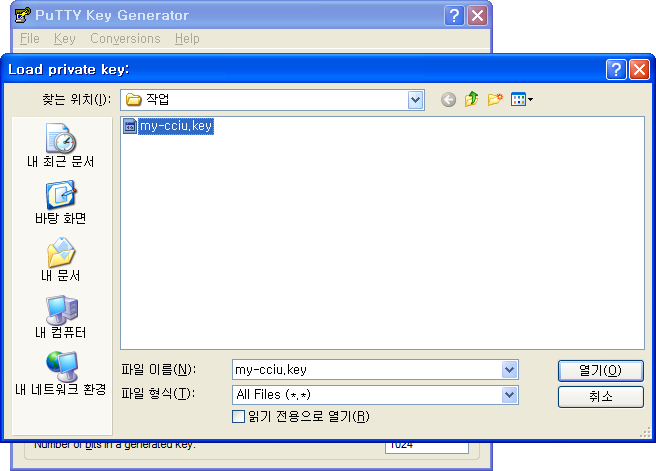 PuTTY Key Generator
File Key Conversions Help
Load private key:
찾는 위치(I):
작업
my-cciu.key
내 최근 문서
바탕 화면
내 문서
내 컴퓨터
내 네트워크 환경
파일 이름(N):
my-cciu.key
열기(O)
파일 형식(T):
All Files (*.*)
취소
읽기 전용으로 열기(R)
Number of bits in a generated key:
1024